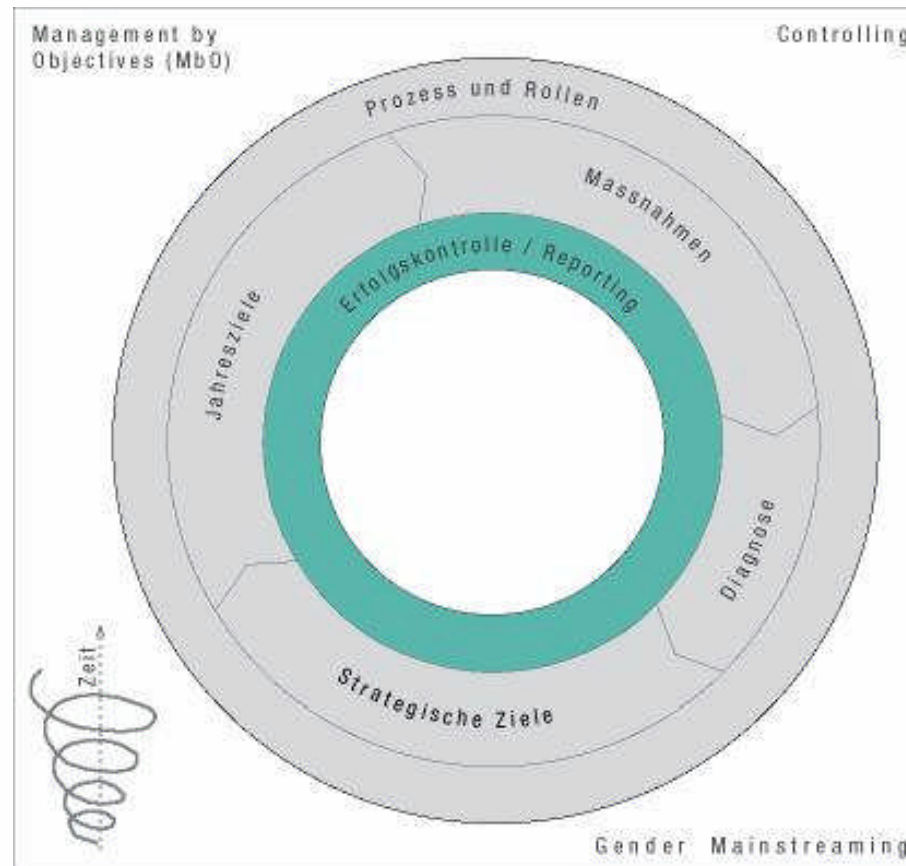 Management by
Objectives (MbO)
Controlling
Prozess und Rollen
Massnahmen
Erfolgskontrolle / Reporting
Jahresziele
Diagnose
Strategische Ziele
Zeit
Gender Mainstreaming